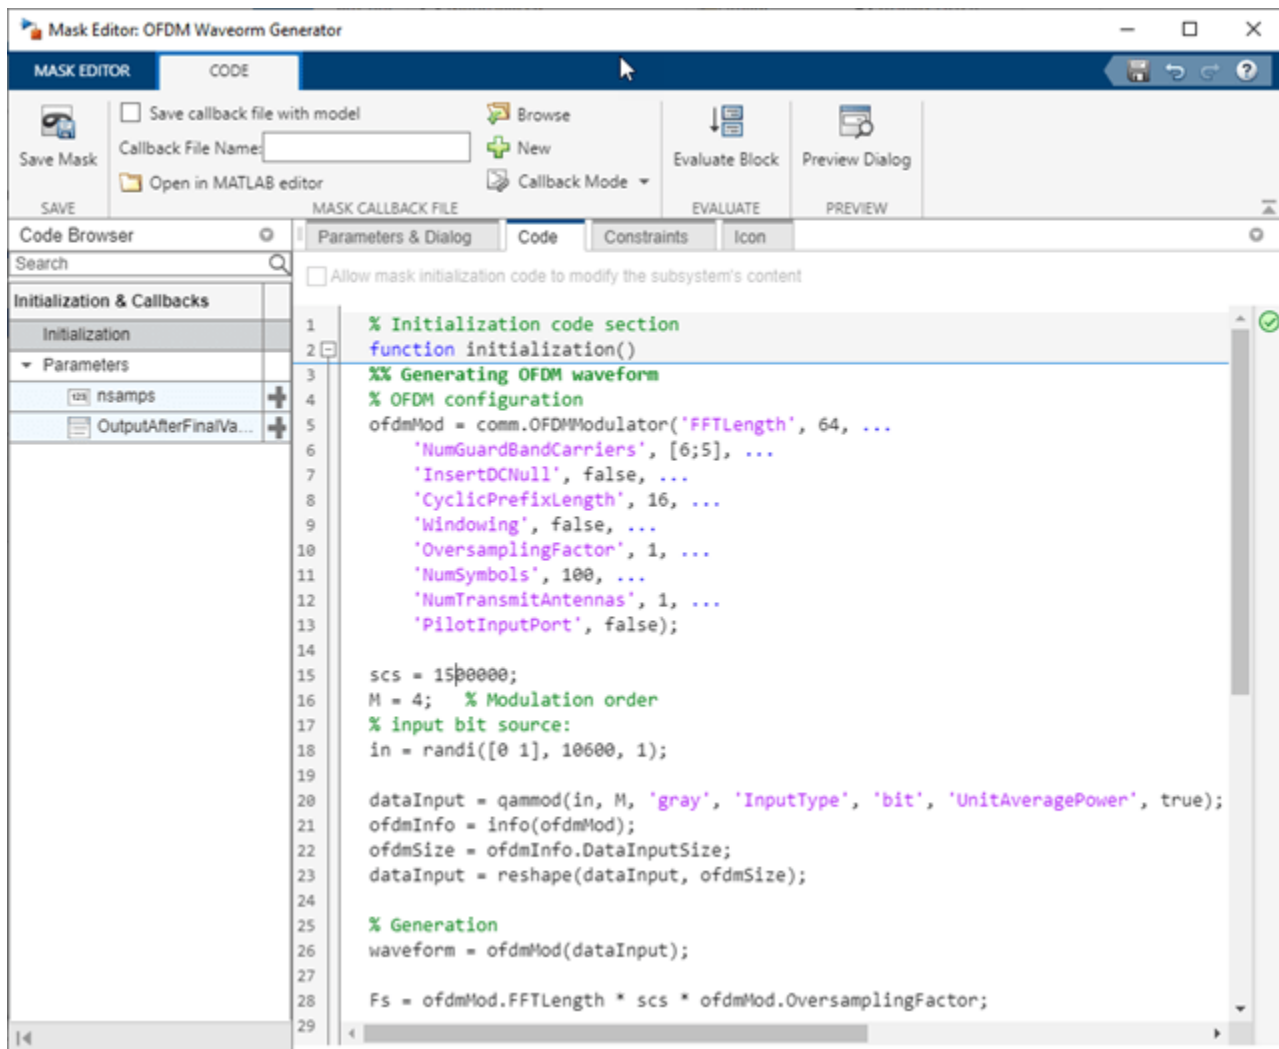 Mask Editor: OFDM Waveorm Generator
MASK EDITOR
CODE
Save callback file with model
Browse
Callback File Name:
New
Save Mask
Evaluate Block
Preview Dialog
Open in MATLAB editor
Callback Mode
SAVE
MASK CALLBACK FILE
EVALUATE
PREVIEW
Code Browser
Parameters & Dialog
Code
Constraints
Icon
Search
Allow mask initialization code to modify the subsystem's content
Initialization & Callbacks
Initialization
Parameters
123 nsamps
OutputAfterFinalVa...
1 % Initialization code section
2 function initialization()
3 %% Generating OFDM waveform
4 % OFDM configuration
5 ofdmMod = comm.OFDMModulator('FFTLength', 64, ...
6 'NumGuardBandCarriers', [6;5], ...
7 'InsertDCNull', false, ...
8 'CyclicPrefixLength', 16, ...
9 'Windowing', false, ...
10 'OversamplingFactor', 1, ...
11 'NumSymbols', 100, ...
12 'NumTransmitAntennas', 1, ...
13 'PilotInputPort', false);
14
15 scs = 1500000;
16 M = 4; % Modulation order
17 % input bit source:
18 in = randi([0 1], 10600, 1);
19
20 dataInput = qammod(in, M, 'gray', 'InputType', 'bit', 'UnitAveragePower', true);
21 ofdmInfo = info(ofdmMod);
22 ofdmSize = ofdmInfo.DataInputSize;
23 dataInput = reshape(dataInput, ofdmSize);
24
25 % Generation
26 waveform = ofdmMod(dataInput);
27
28 Fs = ofdmMod.FFTLength * scs * ofdmMod.OversamplingFactor;
29